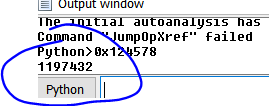 Output window
The initial autoanalysis has
Command "JumpOpXref" failed
Python>0x124578
1197432
Python